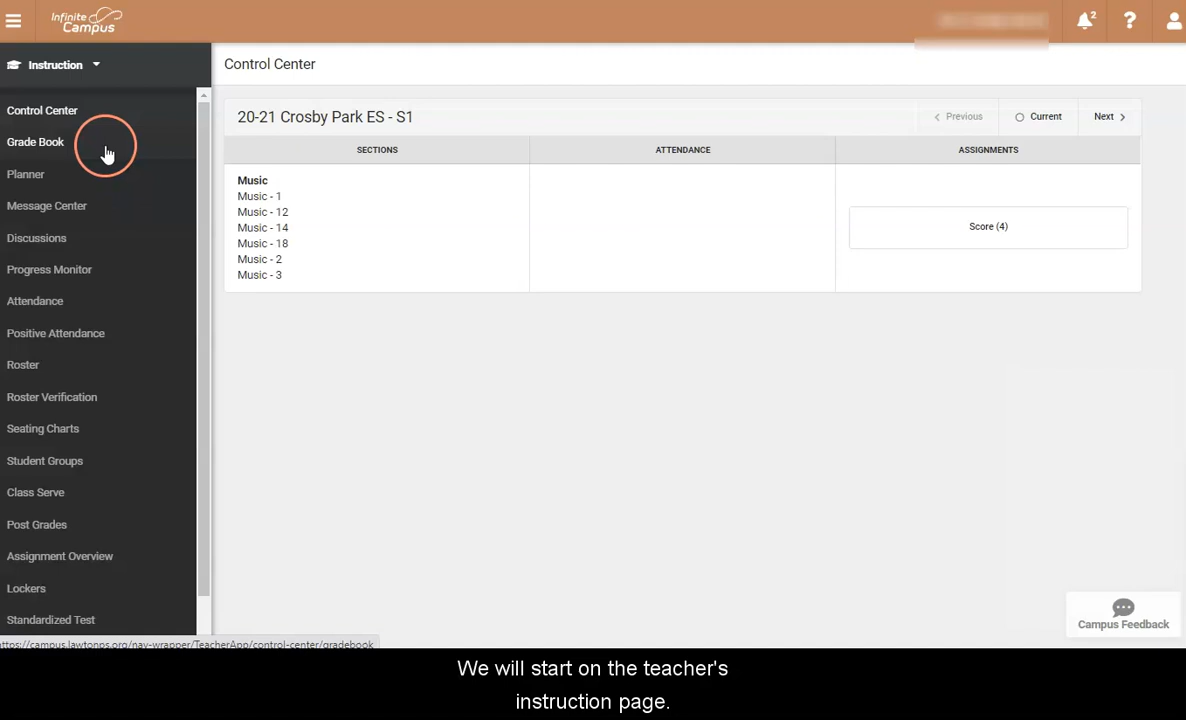 Infinite
Campus
2
?
Instruction
Control Center
Control Center
Grade Book
Planner
Message Center
Discussions
Progress Monitor
Attendance
Positive Attendance
Roster
Roster Verification
Seating Charts
Student Groups
Class Serve
Post Grades
Assignment Overview
Lockers
Standardized Test
20-21 Crosby Park ES - S1
Previous
Current
Next
SECTIONS
ATTENDANCE
ASSIGNMENTS
Music
Music - 1
Music - 12
Music - 14
Music - 18
Music - 2
Music - 3
Score (4)
Campus Feedback
ttps://campus.lawtonps.org/nav-wrapper/TeacherApp/control-center/gradebook
We will start on the teacher's
instruction page.